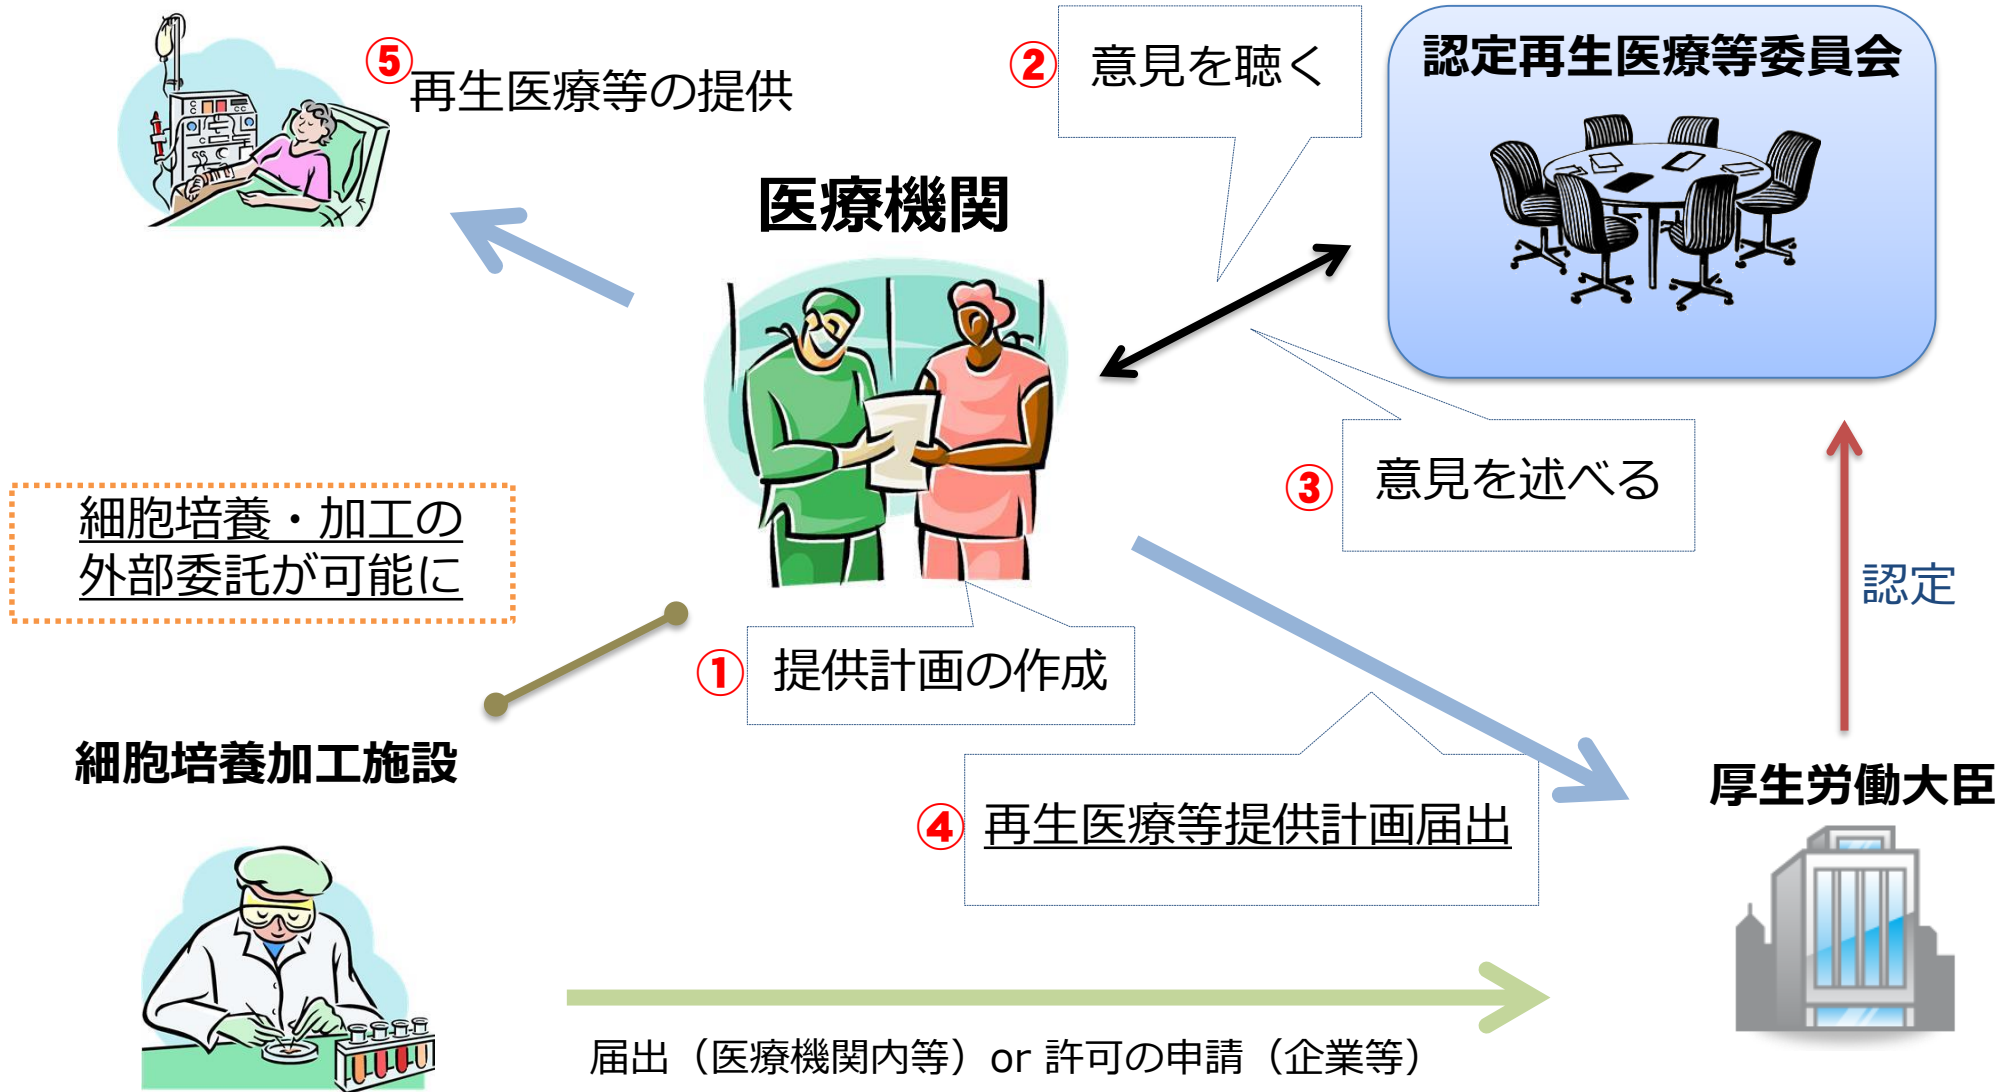 ⑤
再生医療等の提供
②
意見を聴く
認定再生医療等委員会
医療機関
③
意見を述べる
細胞培養・加工の
外部委託が可能に
認定
①
提供計画の作成
細胞培養加工施設
④
再生医療等提供計画届出
厚生労働大臣
届出（医療機関内等）or 許可の申請（企業等）